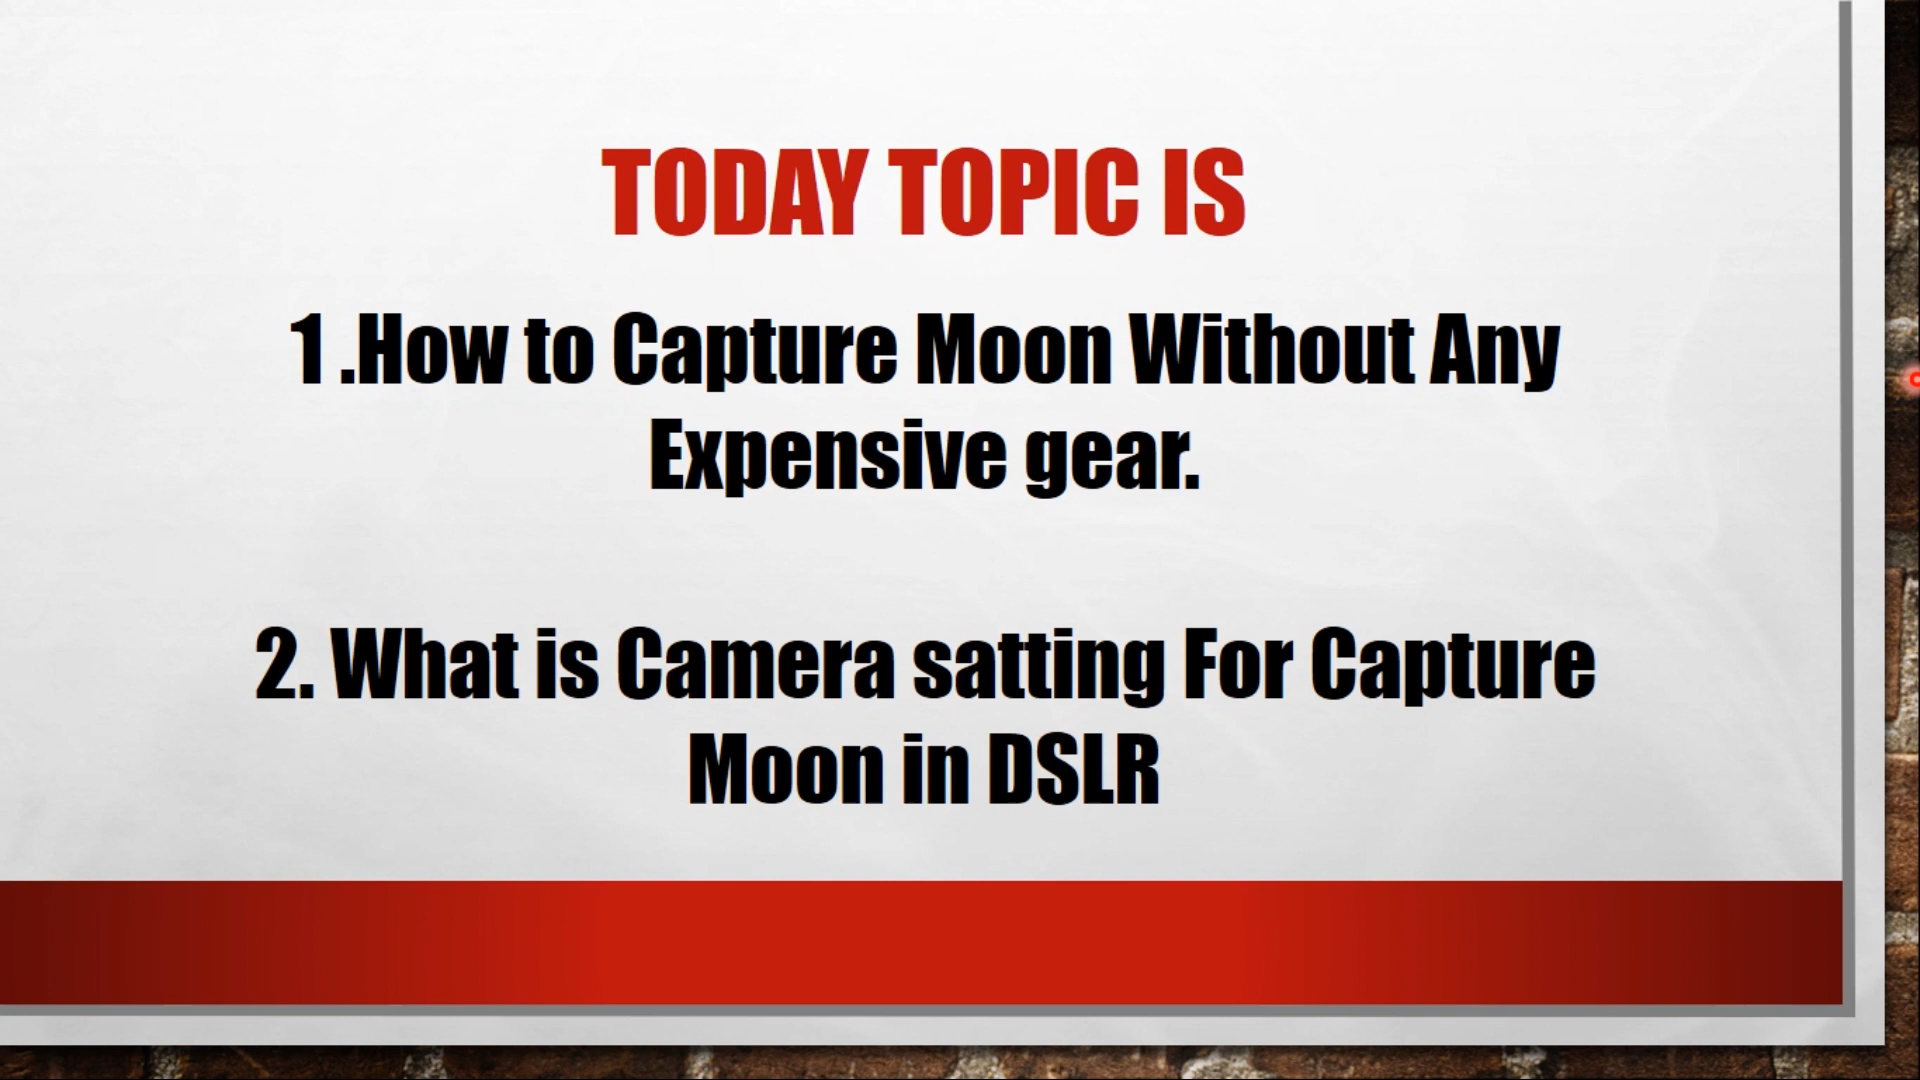 TODAY TOPIC IS
1 .How to Capture Moon Without Any
Expensive gear.
2. What is Camera satting For Capture
Moon in DSLR